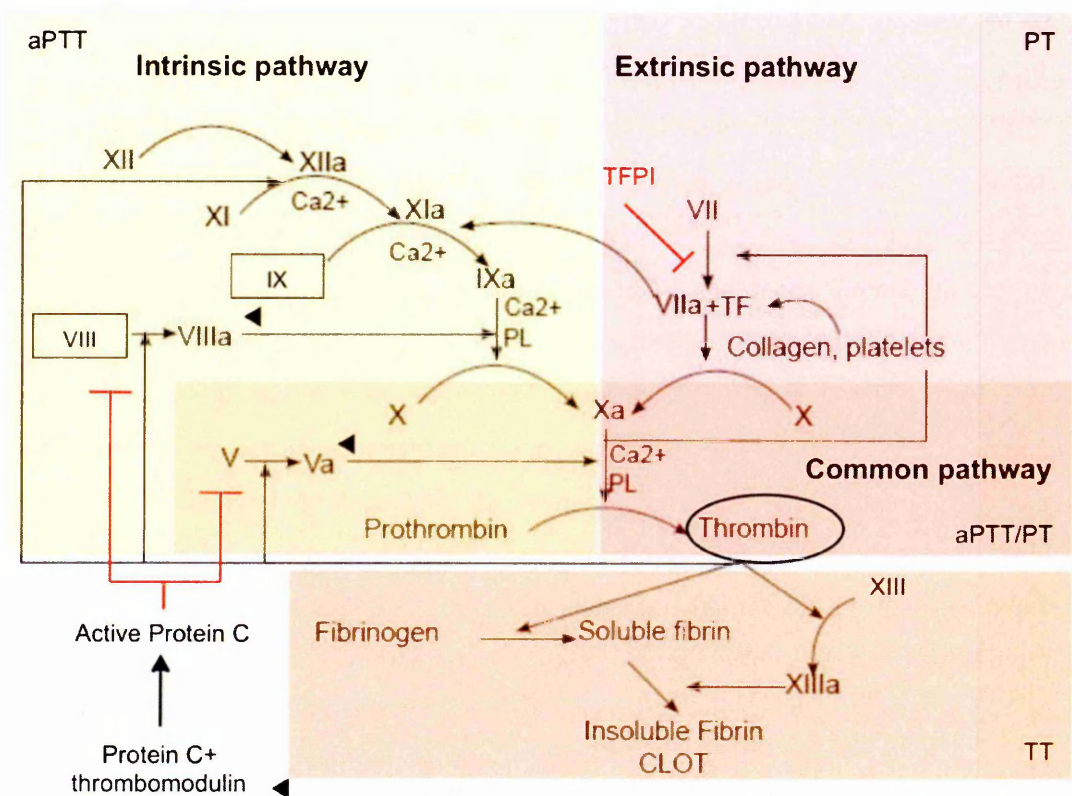 aPTT
PT
Intrinsic pathway
Extrinsic pathway
XII
XIIa
Ca2+
XI
XIa
Ca2+
IX
IXa
Ca2+
PL
VIII
VIIIa
TFPI
VII
VIIa+TF
Collagen, platelets
X
Xa
X
V
Va
Ca2+
PL
Common pathway
Prothrombin
Thrombin
aPTT/PT
Active Protein C
Protein C+
thrombomodulin
Fibrinogen
Soluble fibrin
XIII
XIIIa
Insoluble Fibrin
CLOT
TT